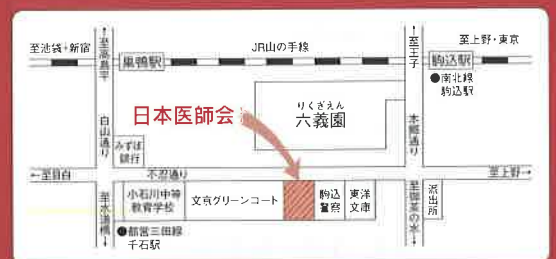 至池袋・新宿
←至高島平
JR山の手線
←至王子
至上野・東京
巣鴨駅
駒込駅
●南北線
駒込駅
白山通り
日本医師会
りくぎえん
六義園
本郷通り
みずほ
銀行
←至目白
不忍通り
至上野→
至水道橋→
小石川中等
教育学校
文京グリーンコート
駒込
警察
東洋
文庫
至御茶の水→
派出所
●都営三田線
千石駅